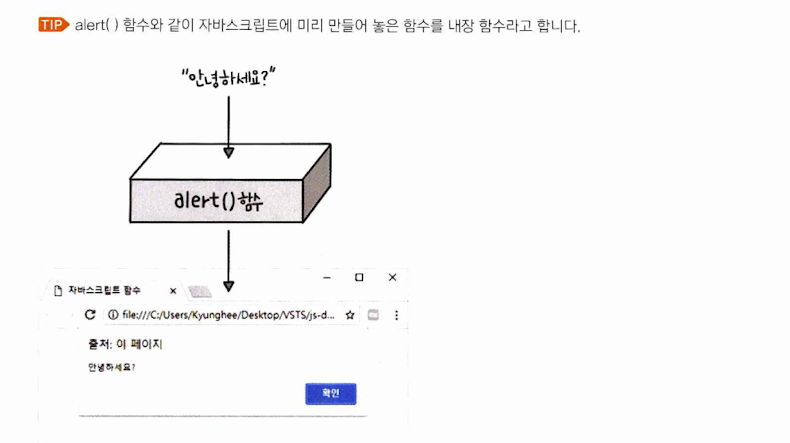 TIP alert( ) 함수와 같이 자바스크립트에 미리 만들어 놓은 함수를 내장 함수라고 합니다.
"안녕하세요?"
alert()함수
자바스크립트 함수
file:///C:/Users/Kyunghee/Desktop/VSTS/js-d...
출처: 이 페이지
안녕하세요?
확인